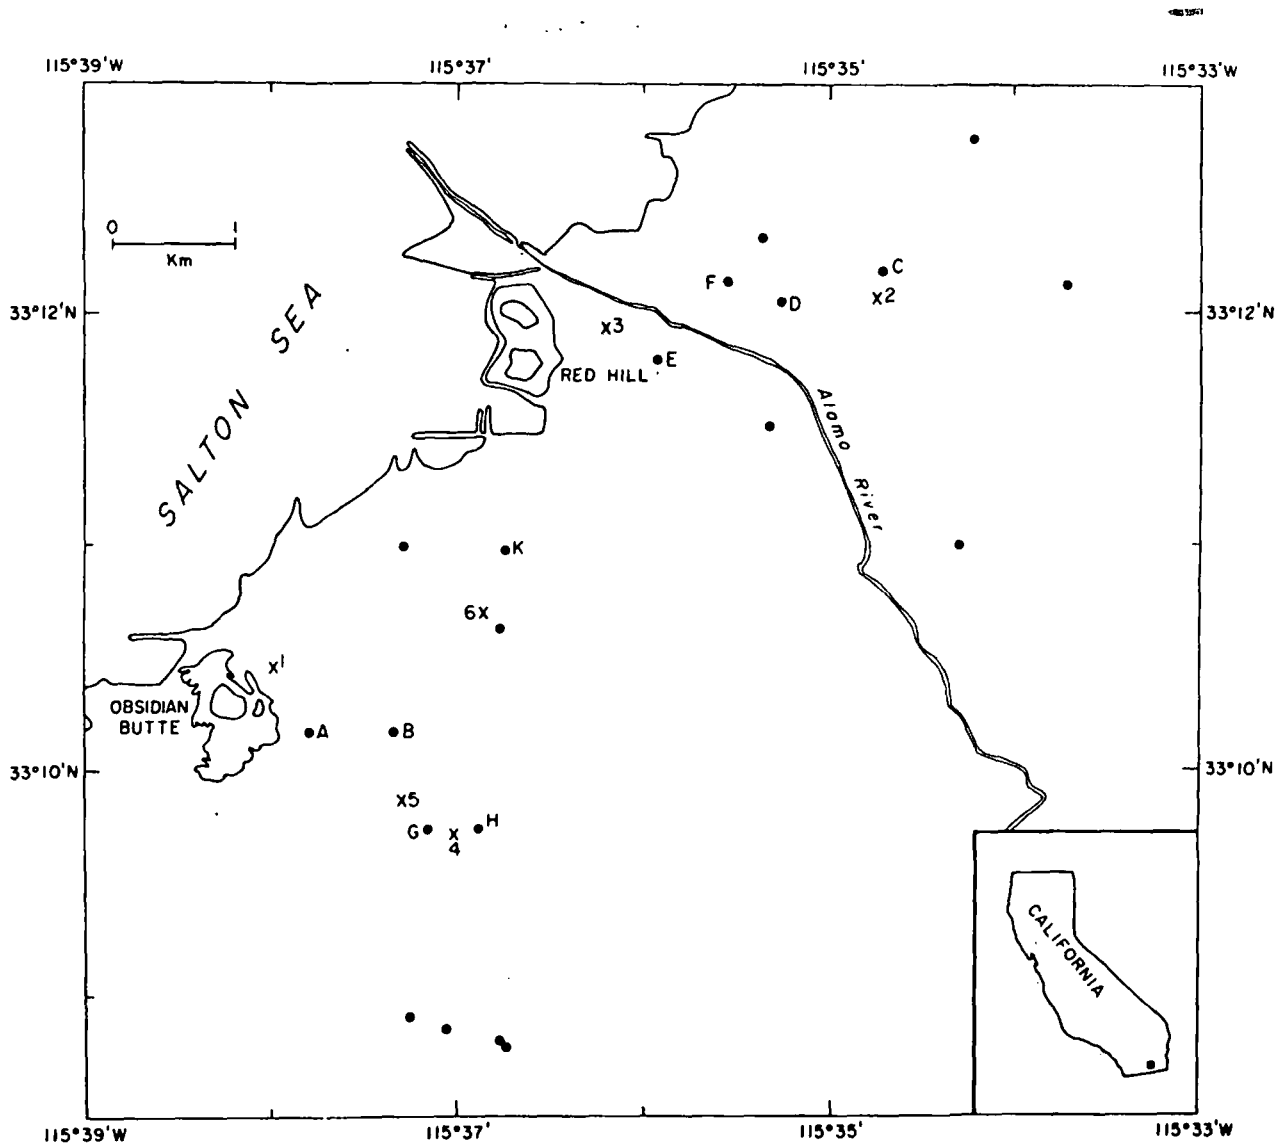 115°39'W 115°37' 115°35' 115°33'W
0 1
Km
SALTON SEA
33°12'N
33°12'N
F
D
C
x2
x3
E
RED HILL
Alamo River
K
6x
x1
OBSIDIAN
BUTTE
A
B
33°10'N
33°10'N
x5
G
x
4
H
CALIFORNIA
115°39'W 115°37' 115°35' 115°33'W